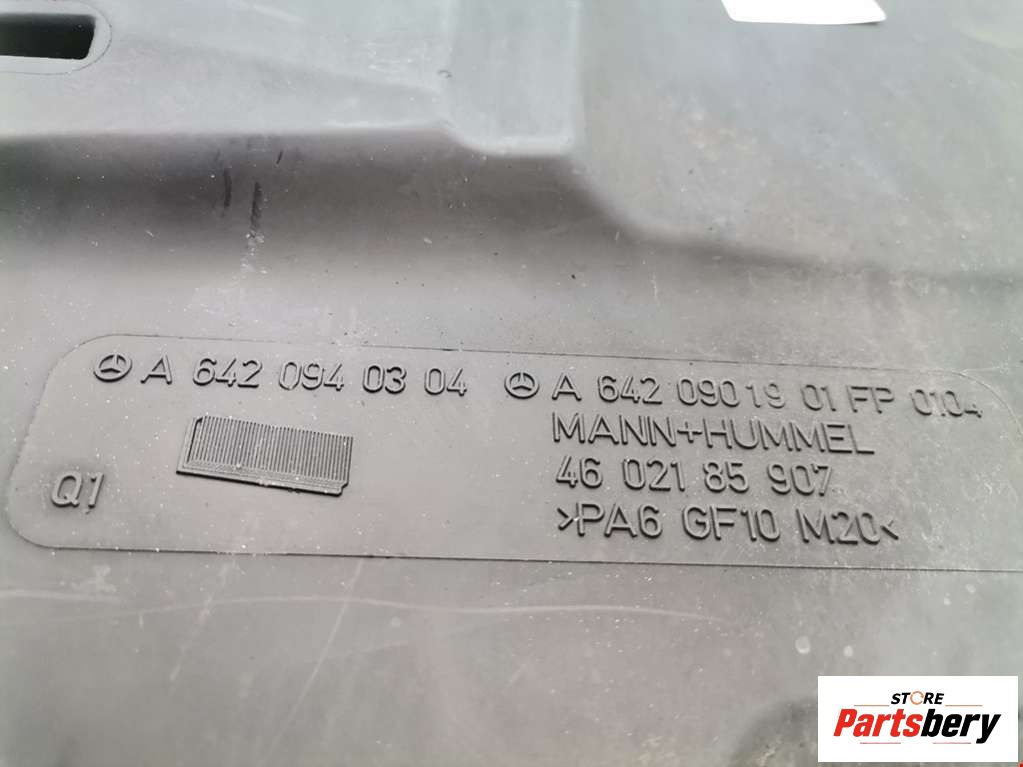 A 642 094 03 04
Q1
A 642 090 19 01 FP 0104
MANN+HUMMEL
46 021 85 907
>PA6 GF10 M20<
STORE
Partsbery